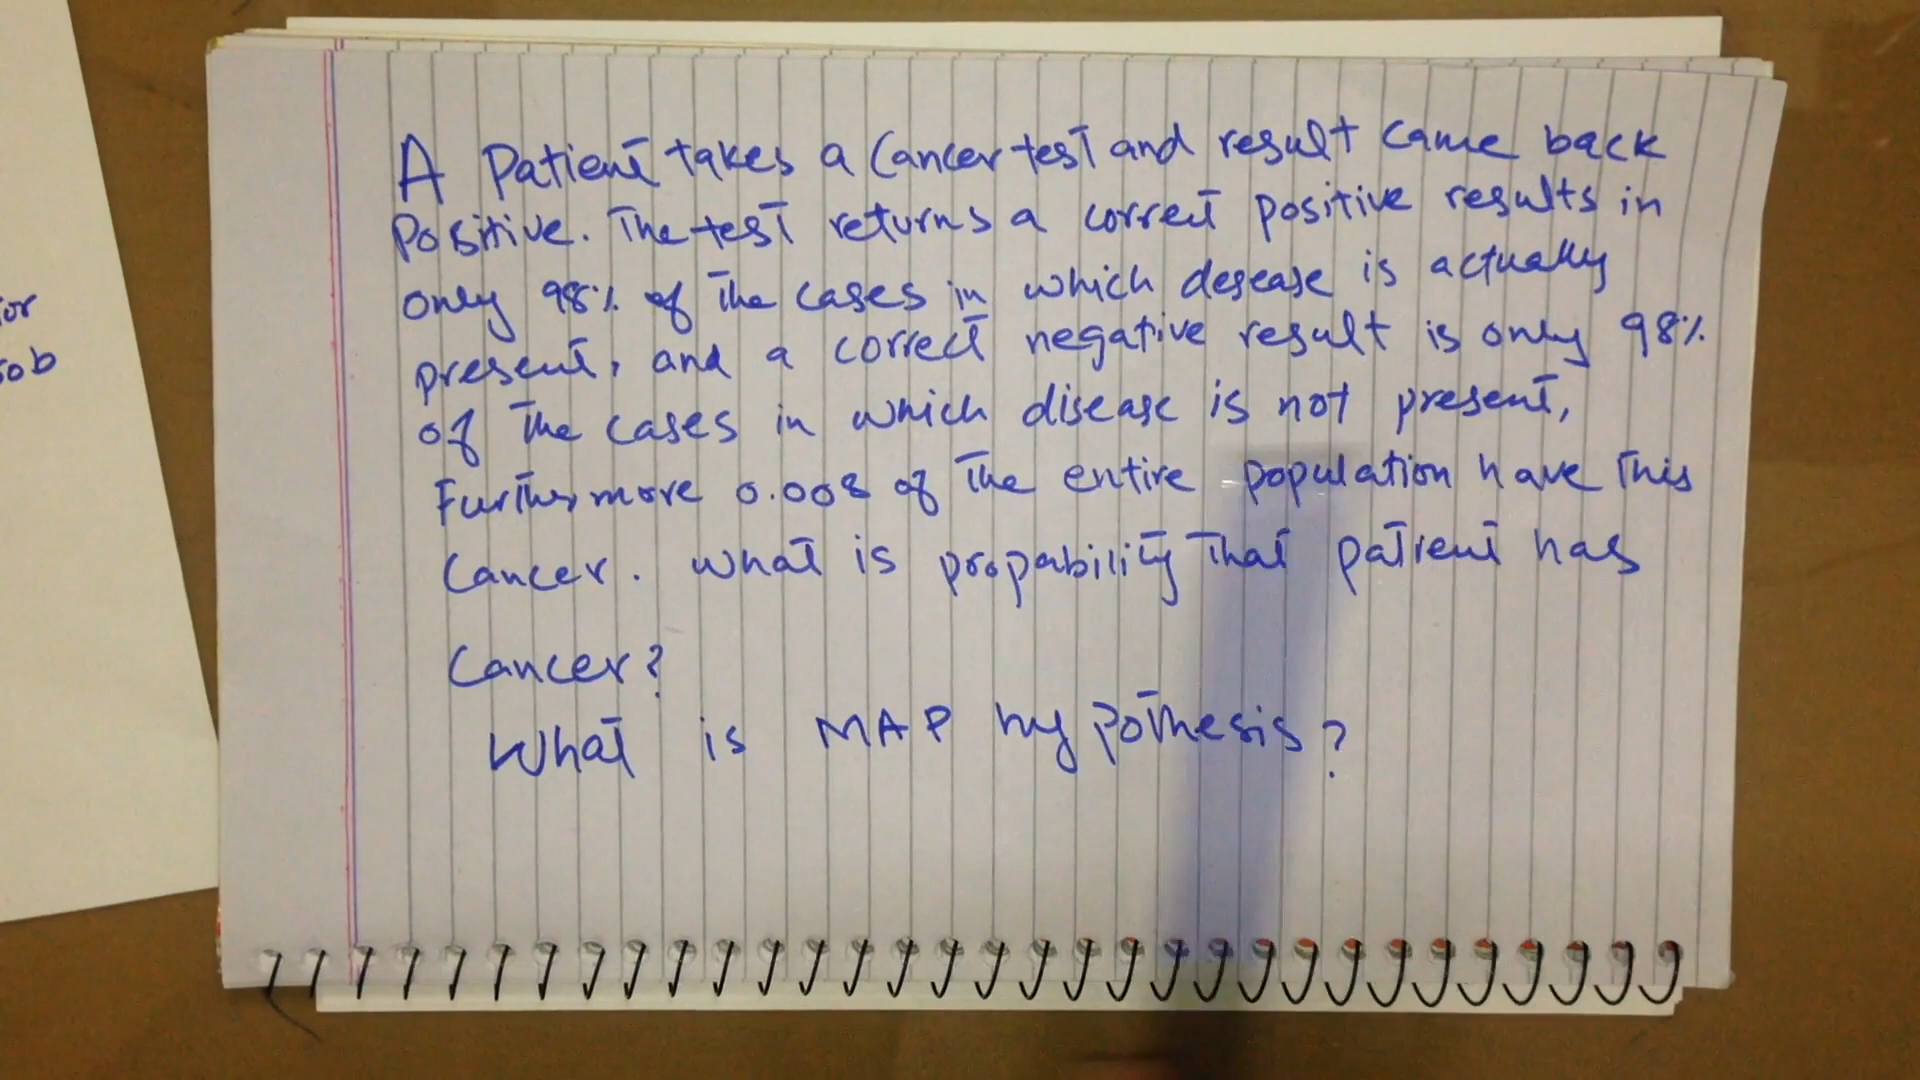 or
job
A Patient takes a Cancer test and result came back
Positive. The test returns a correct positive results in
only 98% of the cases in which desease is actually
present, and a correct negative result is only 98%
of the cases in which disease is not present,
Furthermore 0.008 of the entire population have this
Cancer. what is propability that patient has
Cancer?
What is MAP hypothesis?